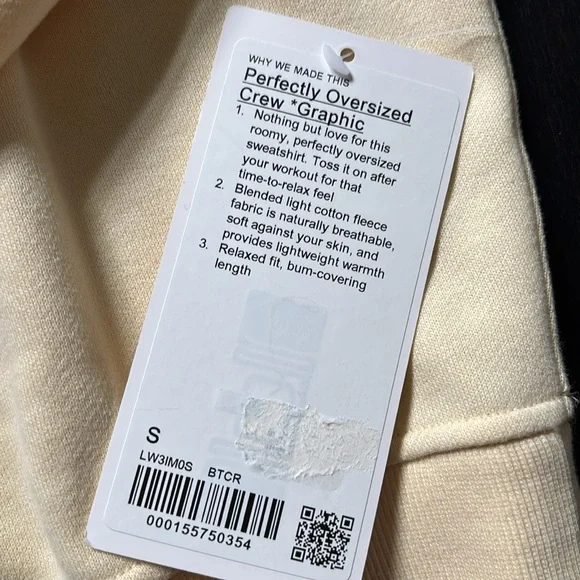 WHY WE MADE THIS
Perfectly Oversized
Crew *Graphic
1. Nothing but love for this
roomy, perfectly oversized
sweatshirt. Toss it on after
your workout for that
time-to-relax feel
2. Blended light cotton fleece
fabric is naturally breathable,
soft against your skin, and
provides lightweight warmth
3. Relaxed fit, bum-covering
length
S
LW3IM0S BTCR
000155750354